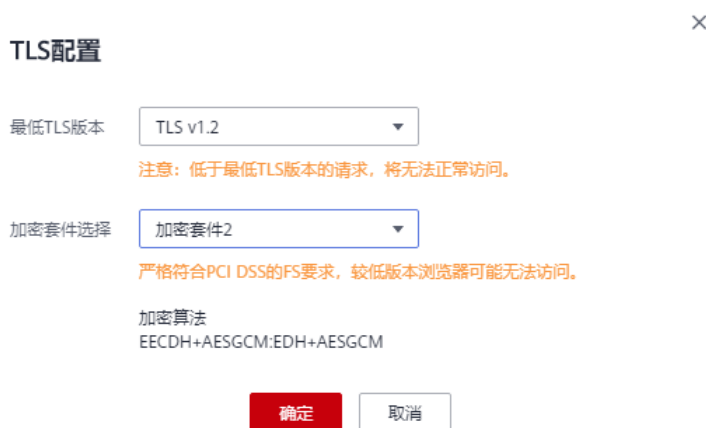 TLS配置
最低TLS版本
TLS v1.2
注意：低于最低TLS版本的请求，将无法正常访问。
加密套件选择
加密套件2
严格符合PCI DSS的FS要求，较低版本浏览器可能无法访问。
加密算法
EECDH+AESGCM:EDH+AESGCM
确定
取消